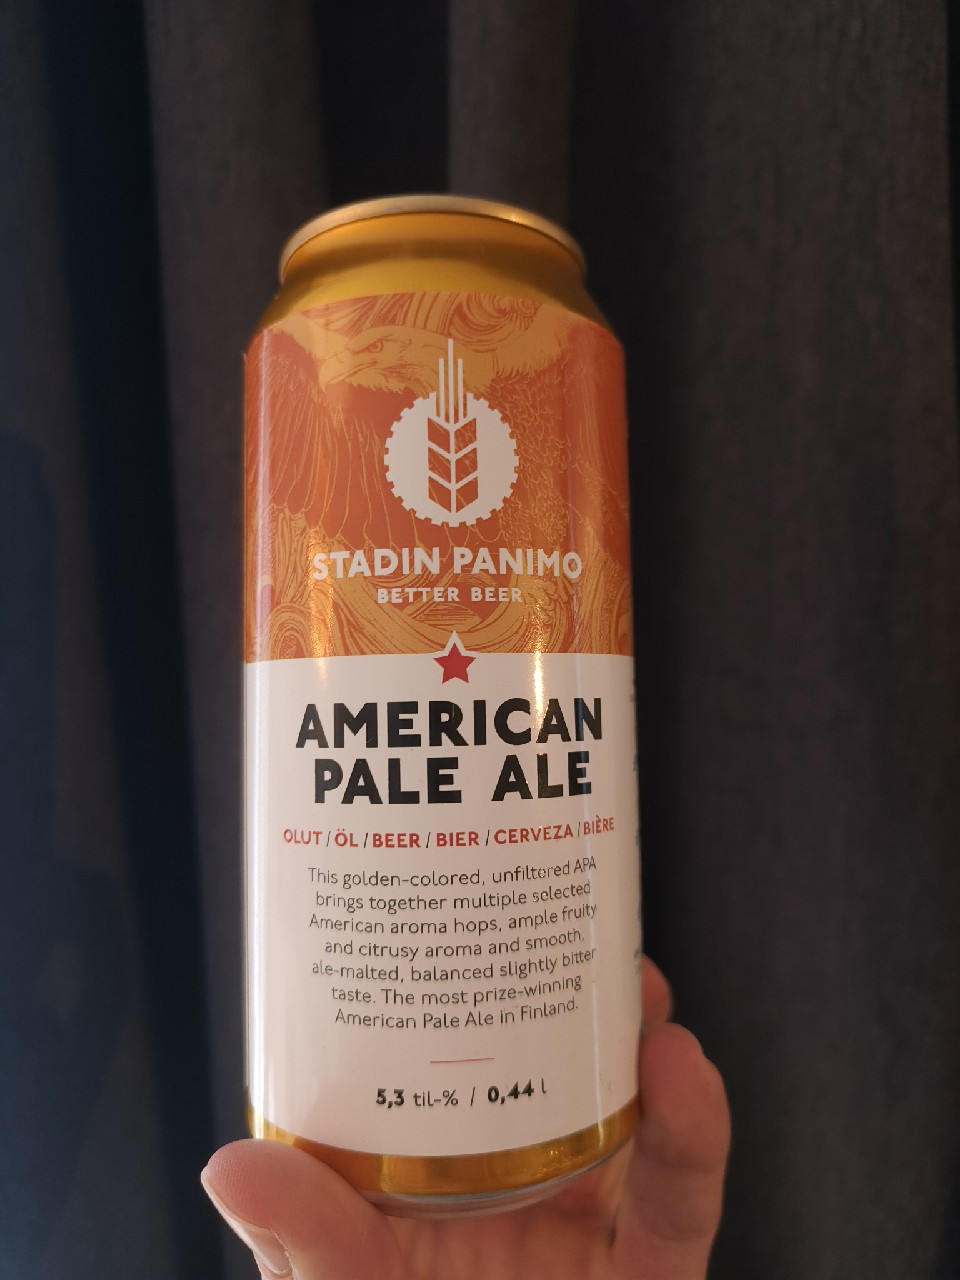 STADIN PANIMO
BETTER BEER
AMERICAN
PALE ALE
OLUT / ÖL / BEER / BIER / CERVEZA / BIÈRE
This golden-colored, unfiltered APA
brings together multiple selected
American aroma hops, ample fruity
and citrusy aroma and smooth,
ale-malted, balanced slightly bitter
taste. The most prize-winning
American Pale Ale in Finland.
5,3 til-% / 0,44 l